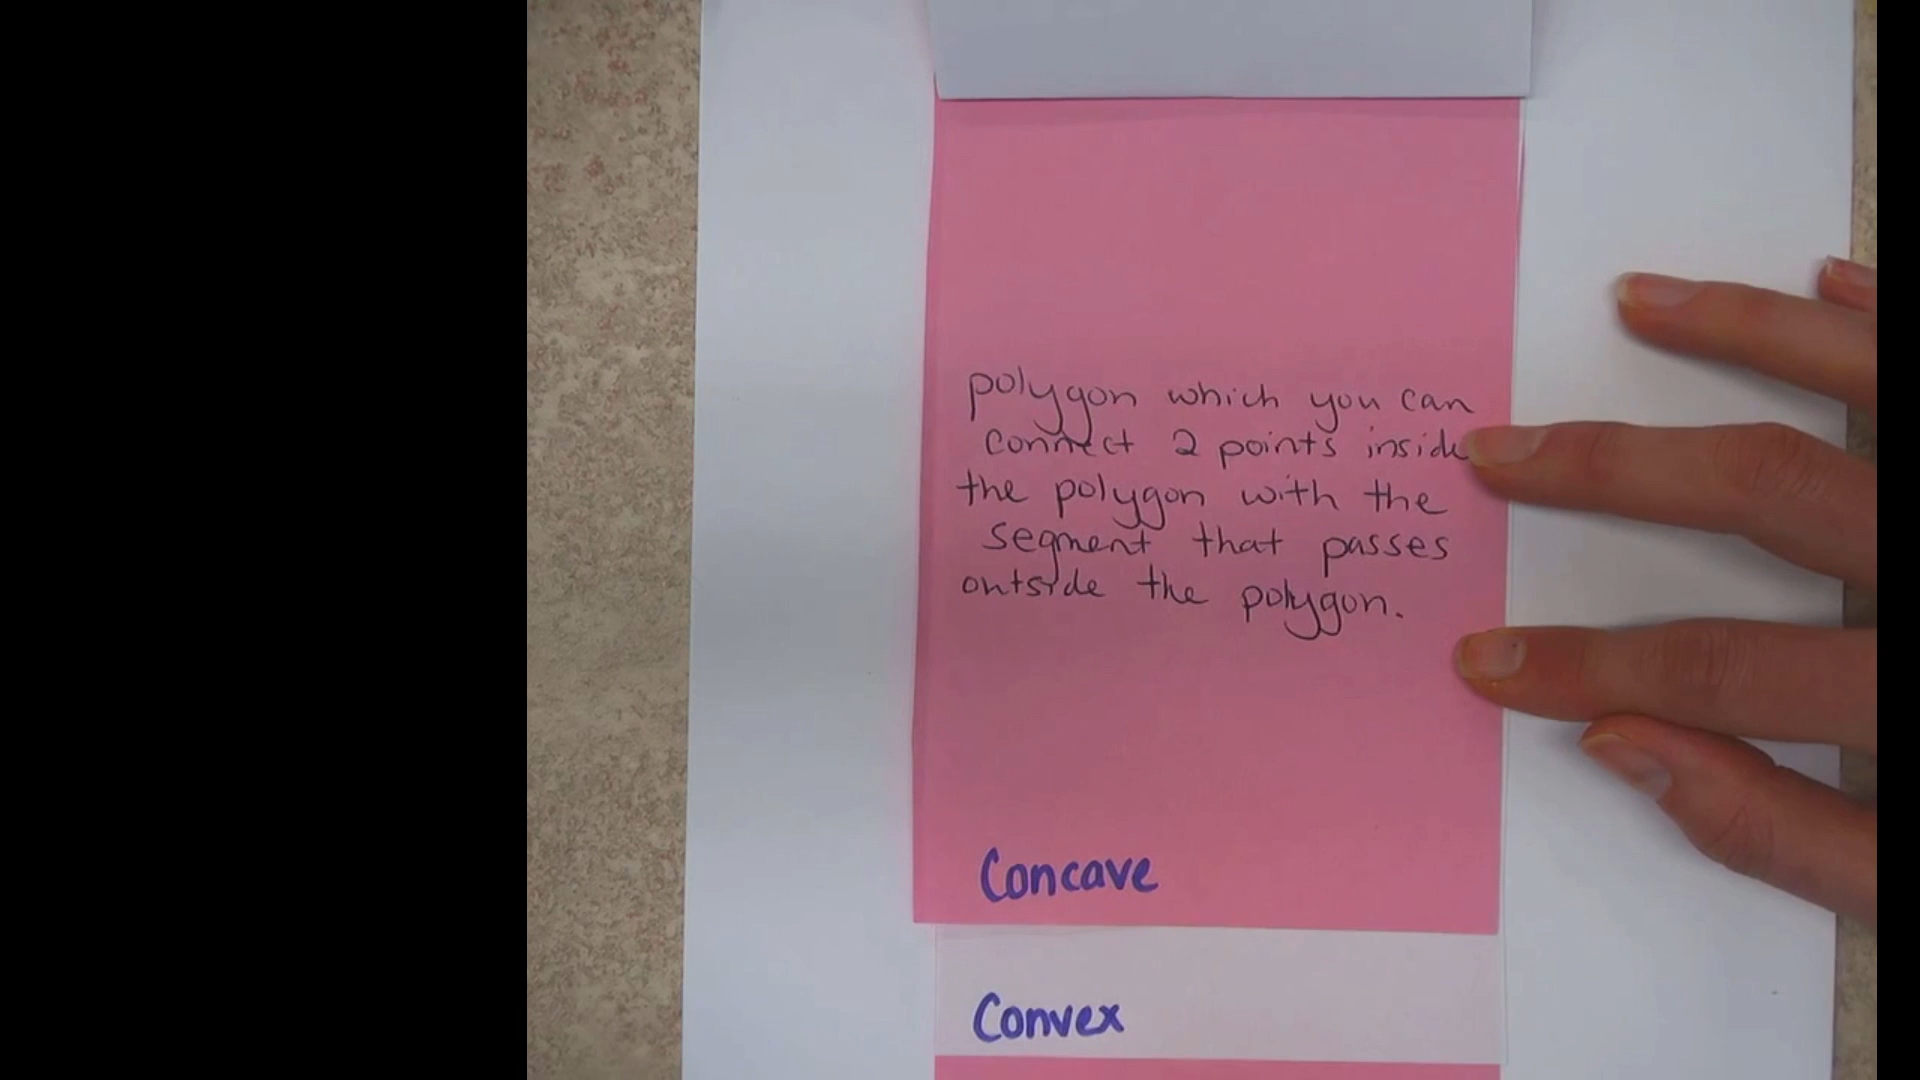 polygon which you can
connect 2 points inside
the polygon with the
segment that passes
outside the polygon.
Concave
Convex